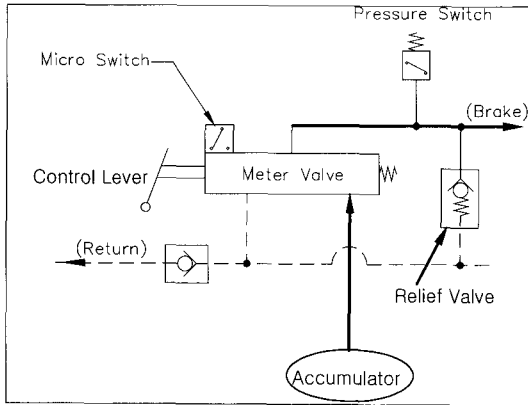 Pressure Switch
Micro Switch
(Brake)
Control Lever
Meter Valve
(Return)
Relief Valve
Accumulator